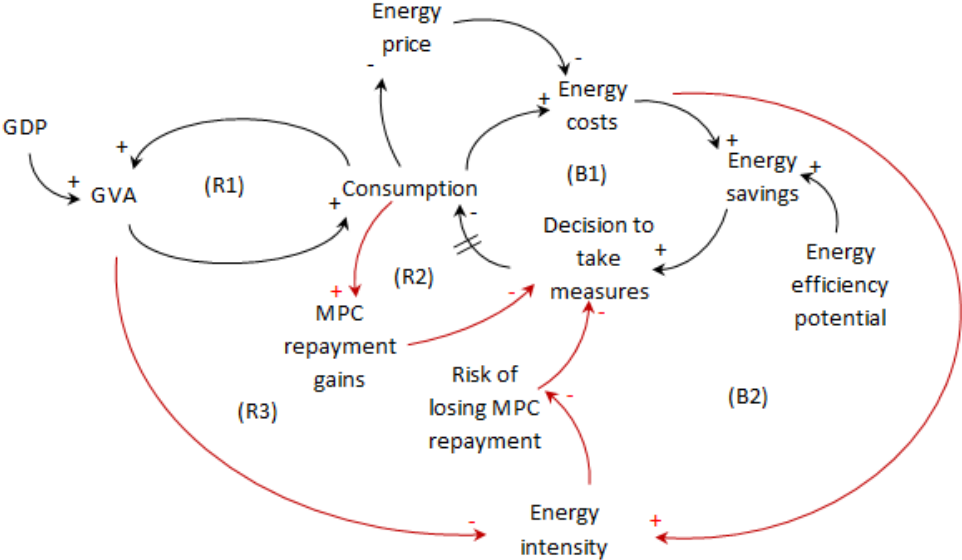 Energy
price
-
-
Energy
costs
+
GDP
+
+
GVA
(R1)
Consumption
+
(B1)
+
Energy
savings
+
-
Decision to
take
measures
+
Energy
efficiency
potential
(R2)
+
MPC
repayment
gains
-
-
Risk of
losing MPC
repayment
-
(R3)
(B2)
-
Energy
intensity
+